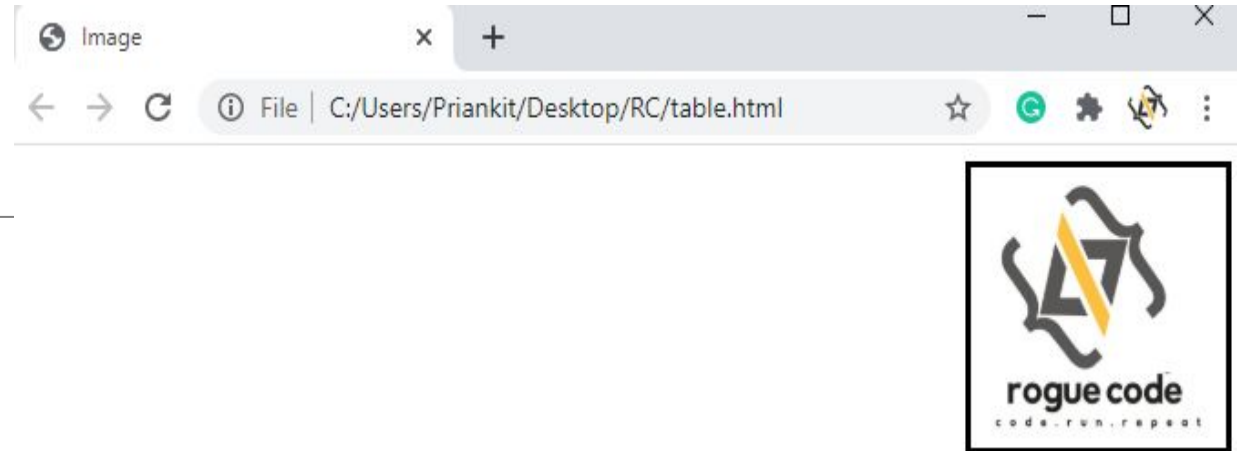 Image
File C:/Users/Priankit/Desktop/RC/table.html
rogue code
code.run.repeat